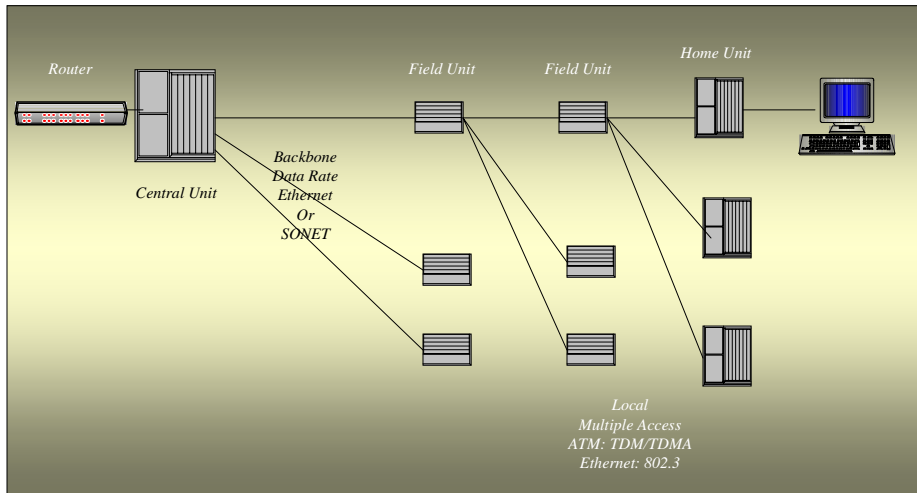 Router
Field Unit
Field Unit
Home Unit
Central Unit
Backbone
Data Rate
Ethernet
Or
SONET
Local
Multiple Access
ATM: TDM/TDMA
Ethernet: 802.3